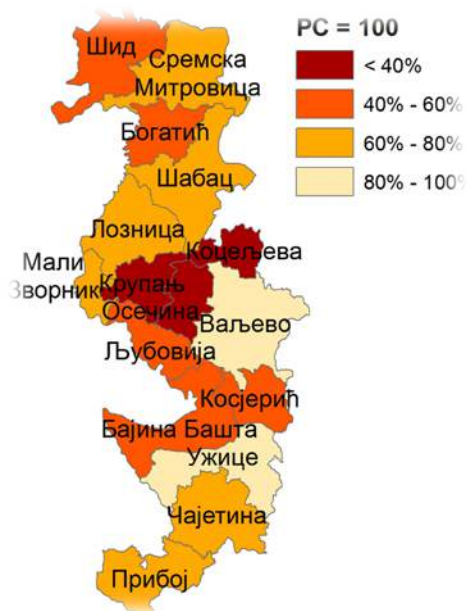 Шид
РС = 100
Сремска
Митровица
< 40%
40% - 60%
60% - 80%
80% - 100%
Богатић
Шабац
Лозница
Мали
Зворник
Коцељева
Крупањ
Осечина
Ваљево
Љубовија
Косјерић
Бајина Башта
Ужице
Чајетина
Прибој